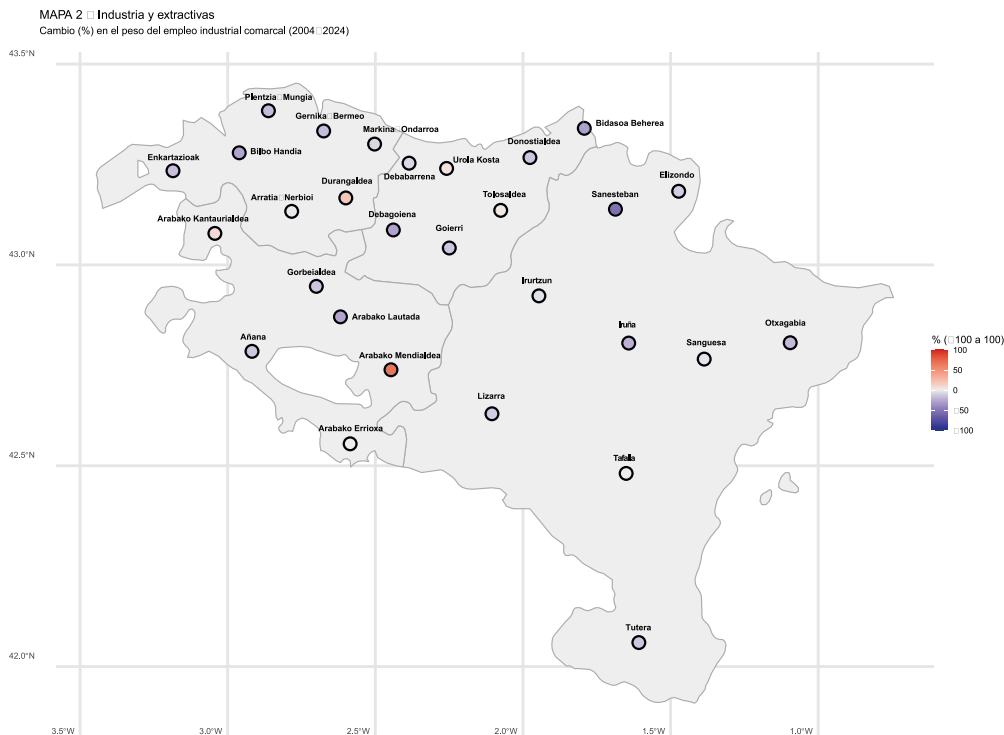 MAPA 2 □ Industria y extractivas
Cambio (%) en el peso del empleo industrial comarcal (2004□2024)
43.5°N
Plentzia□Mungia
Gernika□Bermeo
Bidasoa Beherea
Markina□Ondarroa
Donostialdea
Bilbo Handia
Enkartazioak
Urola Kosta
Debabarrena
Elizondo
Durangaldea
Tolosaldea
Sanesteban
Arratia□Nerbioi
Debagoiena
Arabako Kantaurialdea
Goierri
43.0°N
Gorbeialdea
Irurtzun
Arabako Lautada
Iruña
Otxagabia
Añana
Sanguesa
Arabako Mendialdea
% (□100 a 100)
100
50
0
□50
□100
Lizarra
Arabako Errioxa
42.5°N
Tafalla
Tutera
42.0°N
3.5°W
3.0°W
2.5°W
2.0°W
1.5°W
1.0°W